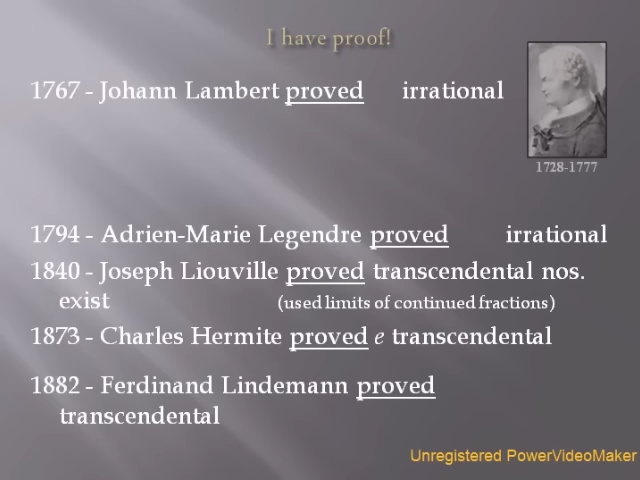 I have proof!
1767 - Johann Lambert proved irrational
1728-1777
1794 - Adrien-Marie Legendre proved irrational
1840 - Joseph Liouville proved transcendental nos.
exist (used limits of continued fractions)
1873 - Charles Hermite proved e transcendental
1882 - Ferdinand Lindemann proved
transcendental
Unregistered PowerVideoMaker